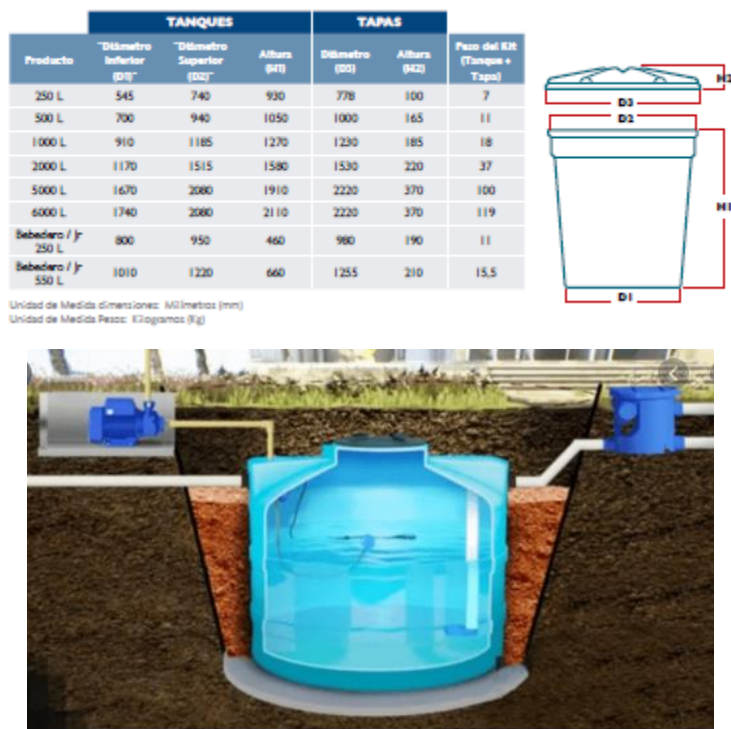 TANQUES TAPAS
Producto "Diámetro Inferior (D1)" "Diámetro Superior (D2)" Altura (H1) Diámetro (D3) Altura (H2) Peso del Kit (Tanque + Tapa)
250 L 545 740 930 778 100 7
500 L 700 940 1050 1000 165 11
1000 L 910 1185 1270 1230 185 18
2000 L 1170 1515 1580 1530 220 37
5000 L 1670 2080 1910 2220 370 100
6000 L 1740 2080 2110 2220 370 119
Bebedero / Jr 250 L 800 950 460 980 190 11
Bebedero / Jr 550 L 1010 1220 660 1255 210 15,5
Unidad de Medida dimensiones: Milímetros (mm)
Unidad de Medida Pesos: Kilogramos (Kg)
H2
D3
D2
H1
D1